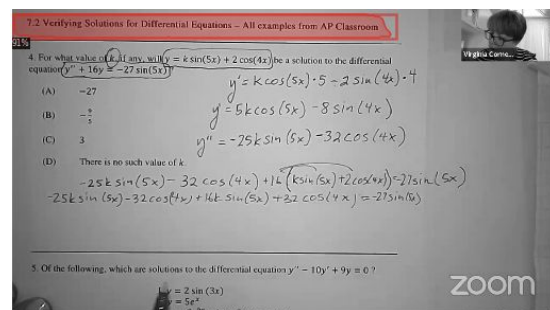 7.2 Verifying Solutions for Differential Equations – All examples from AP Classroom
91%
Virginia Corne...
4. For what value of k, if any, will y = k sin(5x) + 2 cos(4x) be a solution to the differential
equation y″ + 16y = −27 sin(5x)?
y' = k cos(5x)·5 − 2 sin(4x)·4
(A) −27
y' = 5k cos(5x) − 8 sin(4x)
(B) −9/5
(C) 3
y" = −25k sin(5x) − 32 cos(4x)
(D) There is no such value of k.
−25k sin(5x) − 32 cos(4x) + 16(k sin(5x) + 2 cos(4x)) = −27 sin(5x)
−25k sin(5x) − 32 cos(4x) + 16k sin(5x) + 32 cos(4x) = −27 sin(5x)
5. Of the following, which are solutions to the differential equation y″ − 10y′ + 9y = 0 ?
y = 2 sin (3x)
y = 5eˣ
zoom